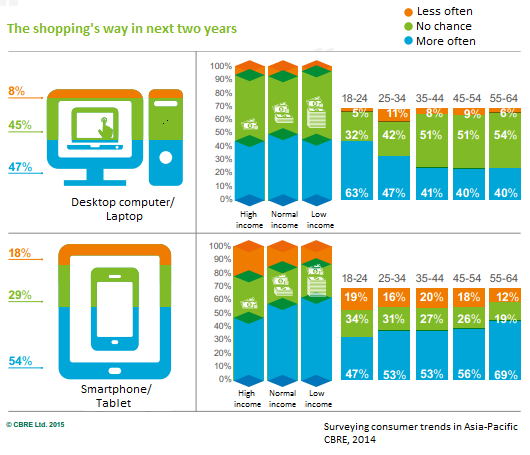 Less often
The shopping's way in next two years
No chance
More often
8%
45%
47%
Desktop computer/
Laptop
100%
90%
80%
70%
60%
50%
40%
30%
20%
10%
0%
High income
Normal income
Low income
18-24 25-34 35-44 45-54 55-64
5% 11% 8% 9% 6%
32% 42% 51% 51% 54%
63% 47% 41% 40% 40%
18%
29%
54%
Smartphone/
Tablet
100%
90%
80%
70%
60%
50%
40%
30%
20%
10%
0%
High income
Normal income
Low income
18-24 25-34 35-44 45-54 55-64
19% 16% 20% 18% 12%
34% 31% 27% 26% 19%
47% 53% 53% 56% 69%
© CBRE Ltd. 2015
Surveying consumer trends in Asia-Pacific
CBRE, 2014